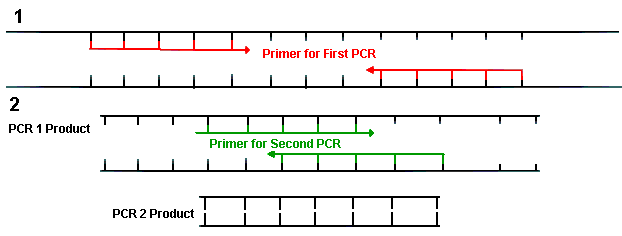 1
Primer for First PCR
2
PCR 1 Product
Primer for Second PCR
PCR 2 Product